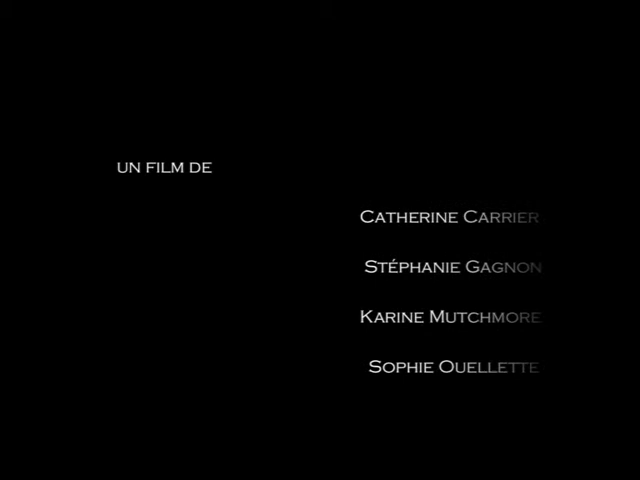 UN FILM DE
CATHERINE CARRIER
STÉPHANIE GAGNON
KARINE MUTCHMORE
SOPHIE OUELLETTE